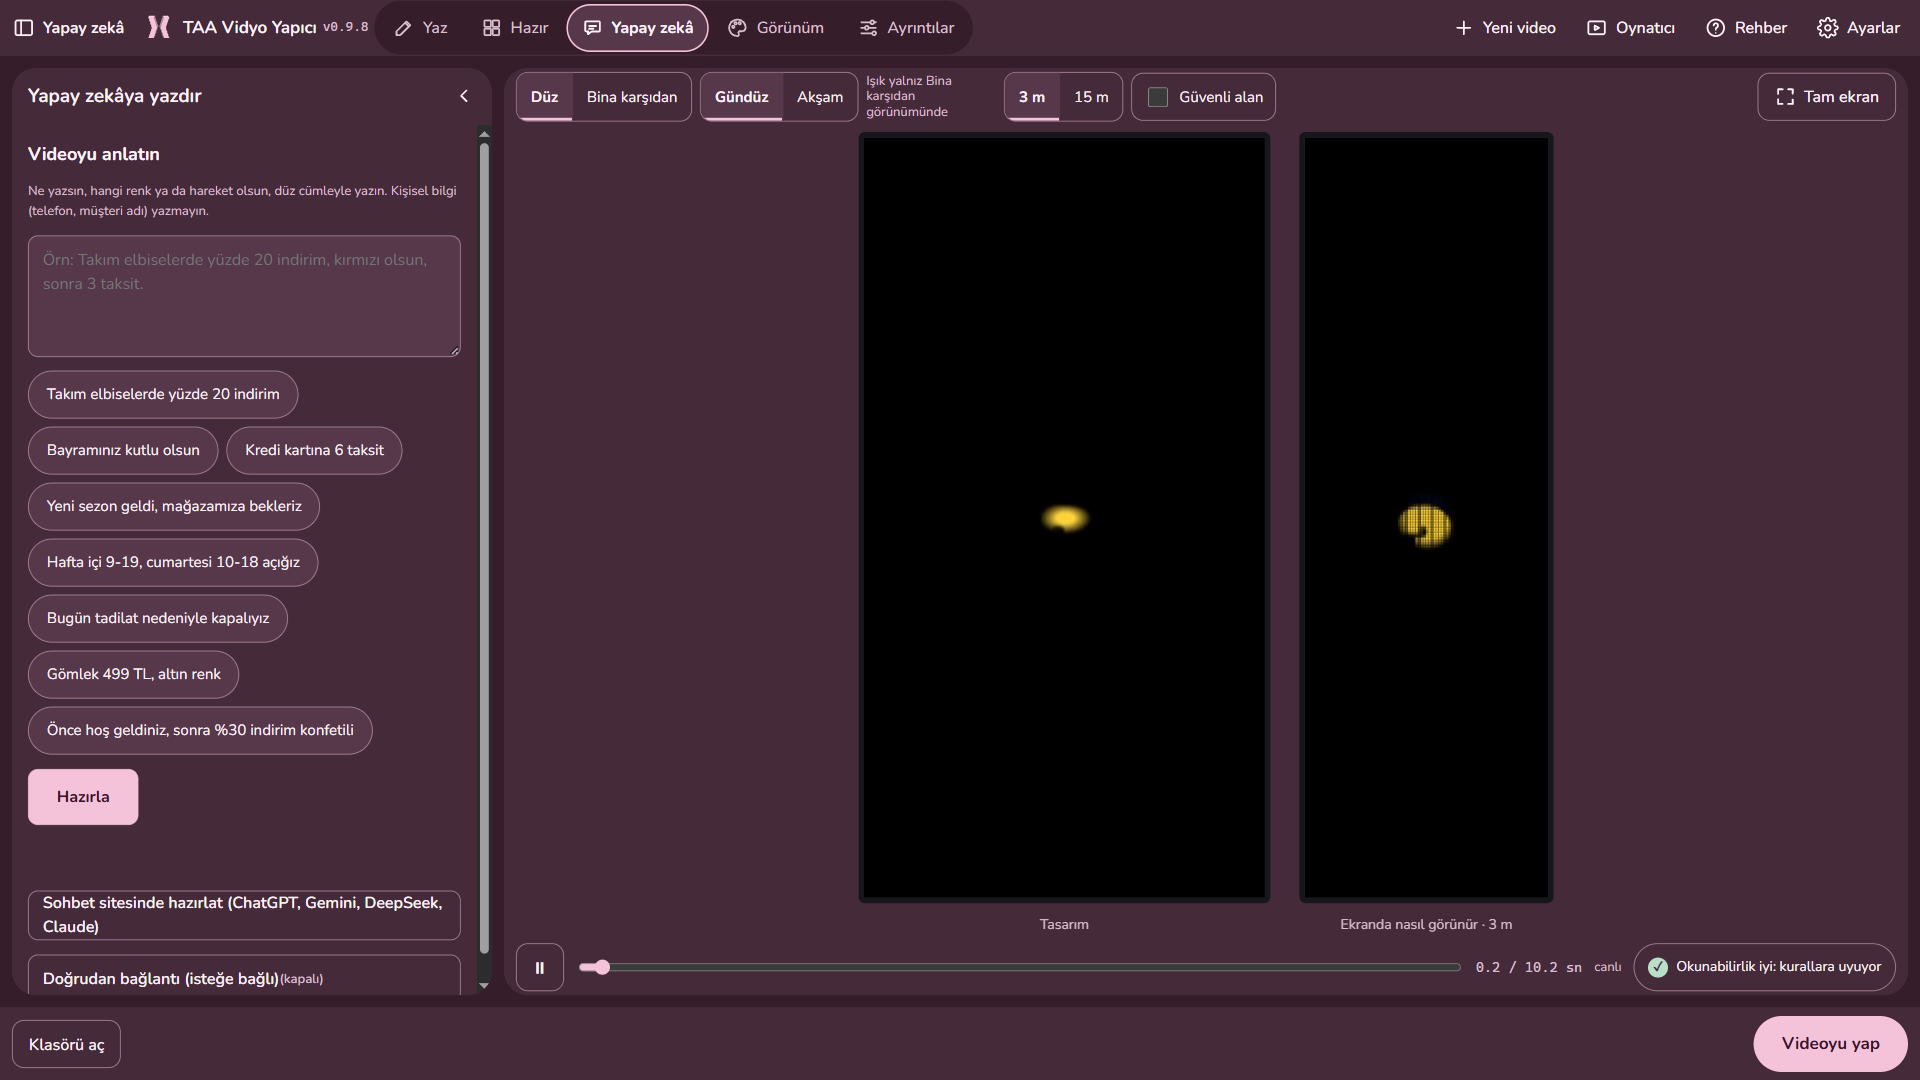 Yapay zekâ
TAA Vidyo Yapıcı v0.9.8
Yaz
Hazır
Yapay zekâ
Görünüm
Ayrıntılar
Yeni video
Oynatıcı
Rehber
Ayarlar
Yapay zekâya yazdır
Videoyu anlatın
Ne yazsın, hangi renk ya da hareket olsun, düz cümleyle yazın. Kişisel bilgi
(telefon, müşteri adı) yazmayın.
Örn: Takım elbiselerde yüzde 20 indirim, kırmızı olsun,
sonra 3 taksit.
Takım elbiselerde yüzde 20 indirim
Bayramınız kutlu olsun
Kredi kartına 6 taksit
Yeni sezon geldi, mağazamıza bekleriz
Hafta içi 9-19, cumartesi 10-18 açığız
Bugün tadilat nedeniyle kapalıyız
Gömlek 499 TL, altın renk
Önce hoş geldiniz, sonra %30 indirim konfetili
Hazırla
Sohbet sitesinde hazırlat (ChatGPT, Gemini, DeepSeek,
Claude)
Doğrudan bağlantı (isteğe bağlı)(kapalı)
Düz
Bina karşıdan
Gündüz
Akşam
Işık yalnız Bina
karşıdan
görünümünde
3 m
15 m
Güvenli alan
Tam ekran
Tasarım
Ekranda nasıl görünür · 3 m
0.2 / 10.2 sn
canlı
Okunabilirlik iyi: kurallara uyuyor
Klasörü aç
Videoyu yap